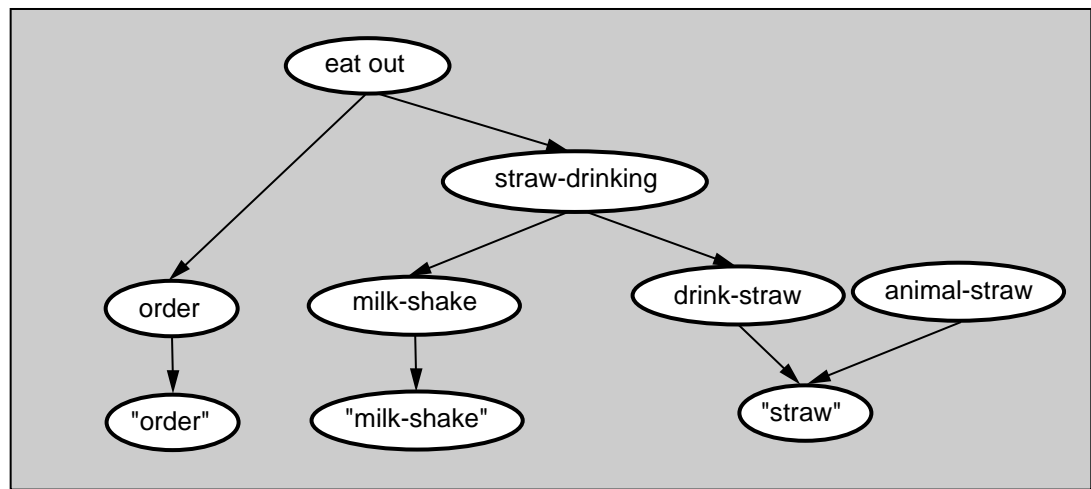 eat out
straw-drinking
order
milk-shake
drink-straw
animal-straw
"order"
"milk-shake"
"straw"